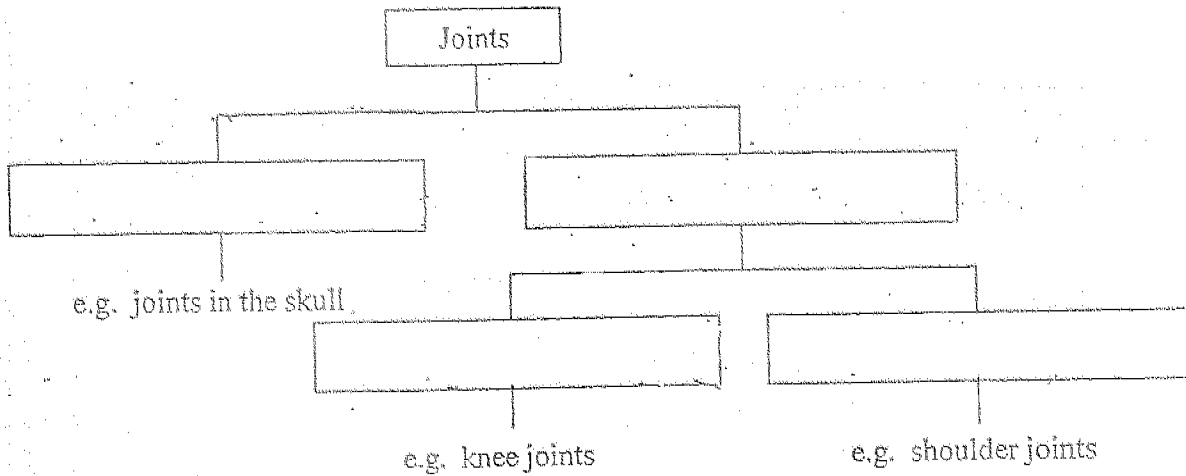 Joints
e.g. joints in the skull
e.g. knee joints
e.g. shoulder joints